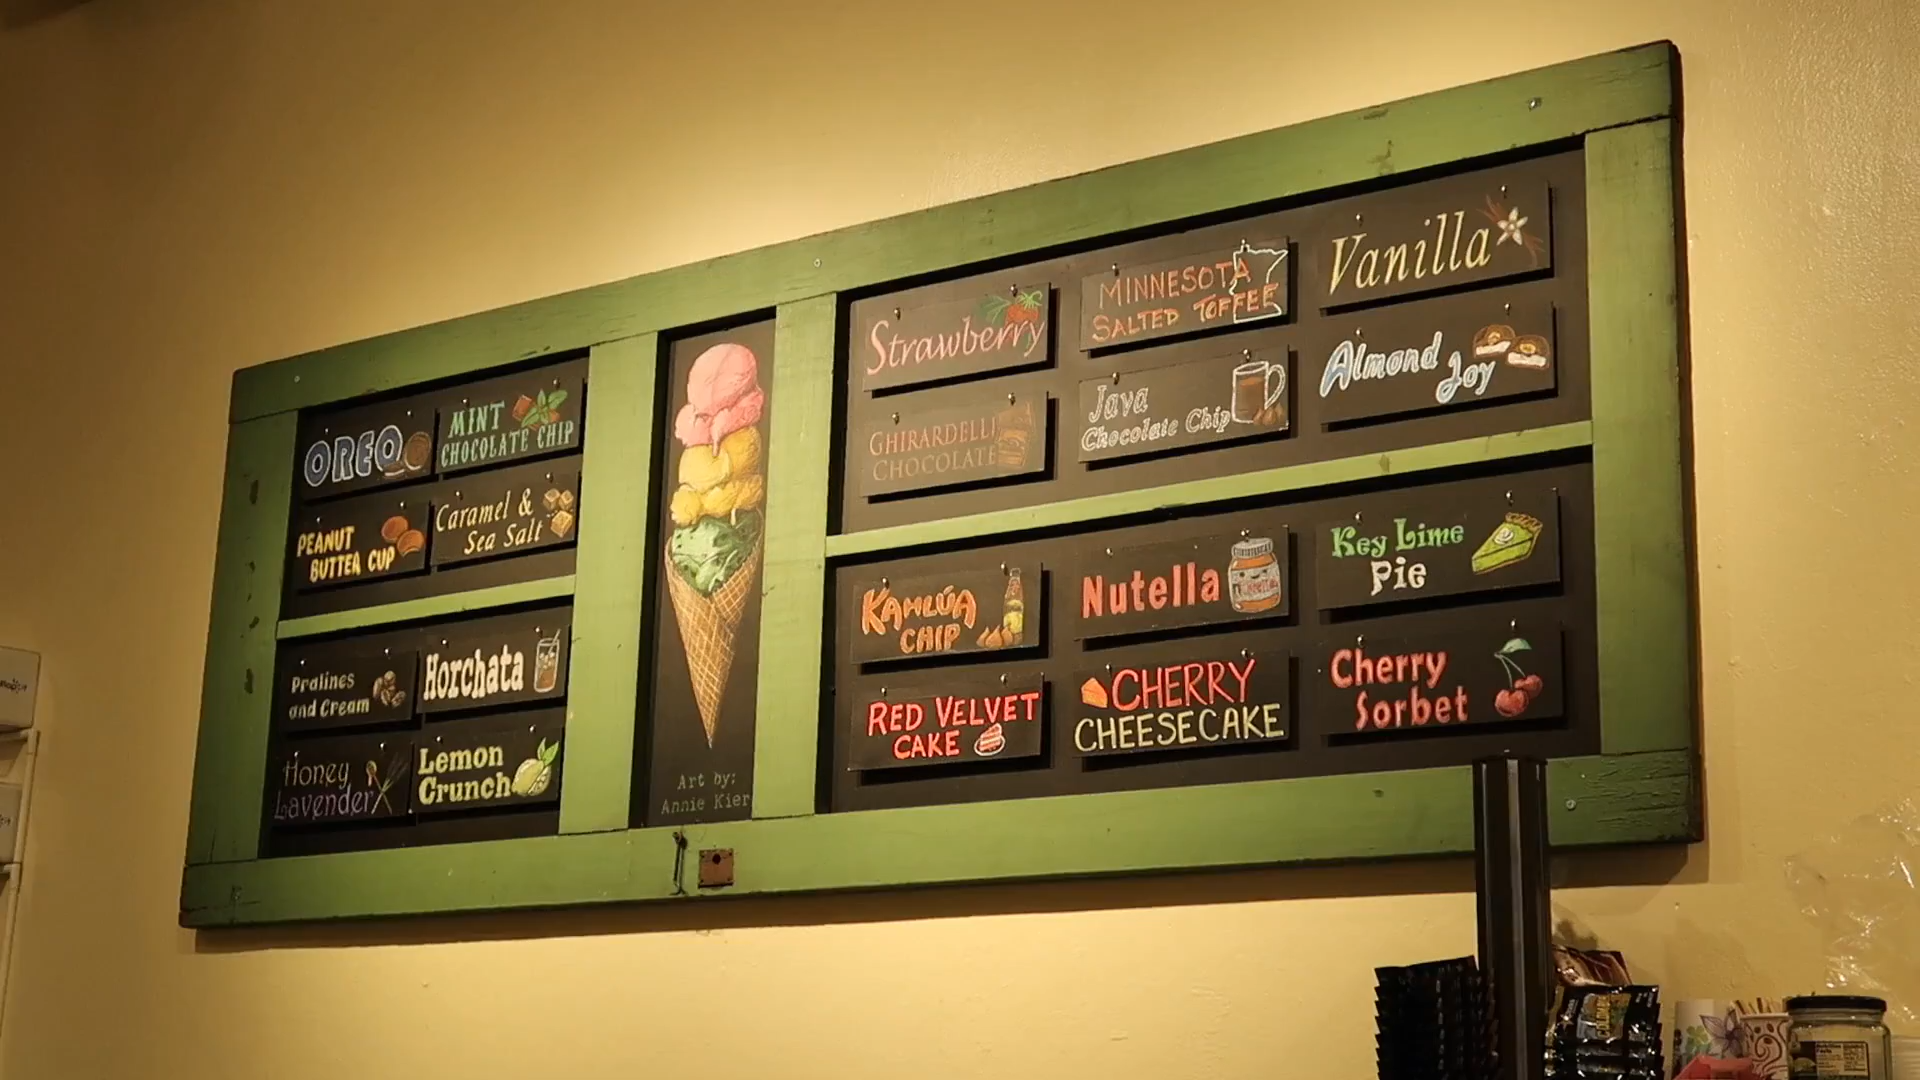 OREO
MINT
CHOCOLATE CHIP
PEANUT
BUTTA CUP
Caramel &
Sea Salt
Pralines
and Cream
Horchata
Honey
Lavender
Lemon
Crunch
Art by:
Annie Kier
Strawberry
MINNESOTA
SALTED TOFFEE
Vanilla
GHIRARDELLI
CHOCOLATE
Java
Chocolate Chip
Almond
Joy
KAHLÚA
CHIP
Nutella
Key Lime
Pie
RED VELVET
CAKE
CHERRY
CHEESECAKE
Cherry
Sorbet